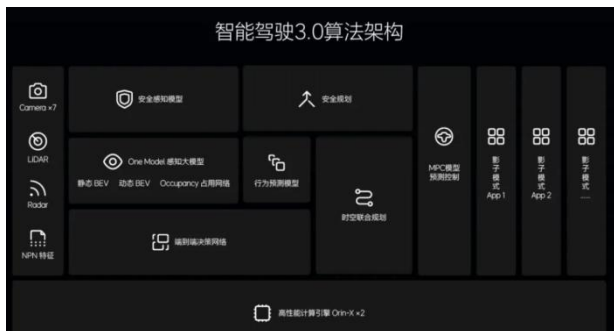 智能驾驶3.0算法架构
Camera ×7
LiDAR
Radar
NPN 特征
安全感知模型
安全规划
One Model 感知大模型
静态 BEV 动态 BEV Occupancy 占用网络
行为预测模型
端到端决策网络
时空联合规划
MPC模型
预测控制
影子模式
App 1
影子模式
App 2
影子模式
......
高性能计算引擎 Orin-X ×2